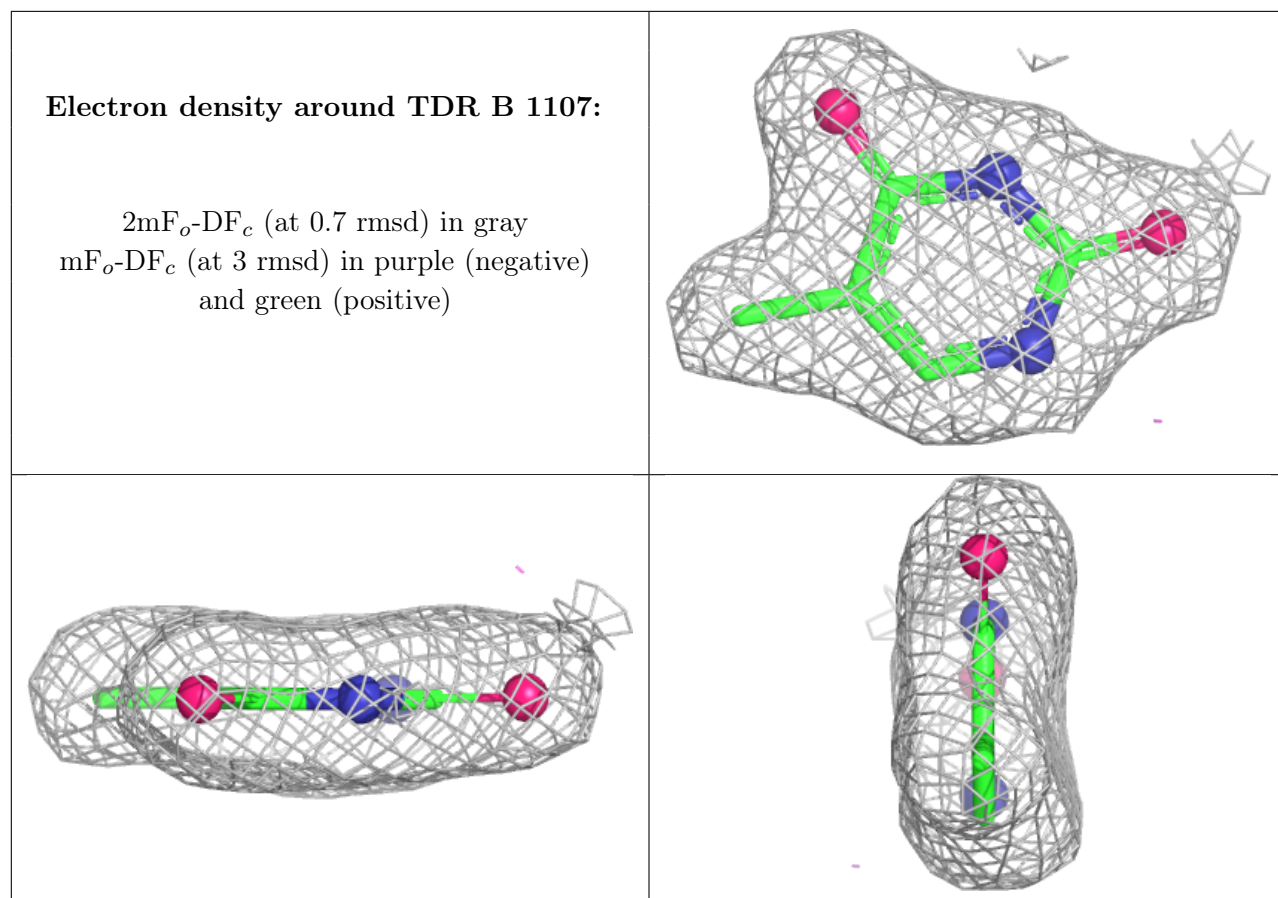 Electron density around TDR B 1107:
2mFₒ-DF𝒸 (at 0.7 rmsd) in gray
mFₒ-DF𝒸 (at 3 rmsd) in purple (negative)
and green (positive)